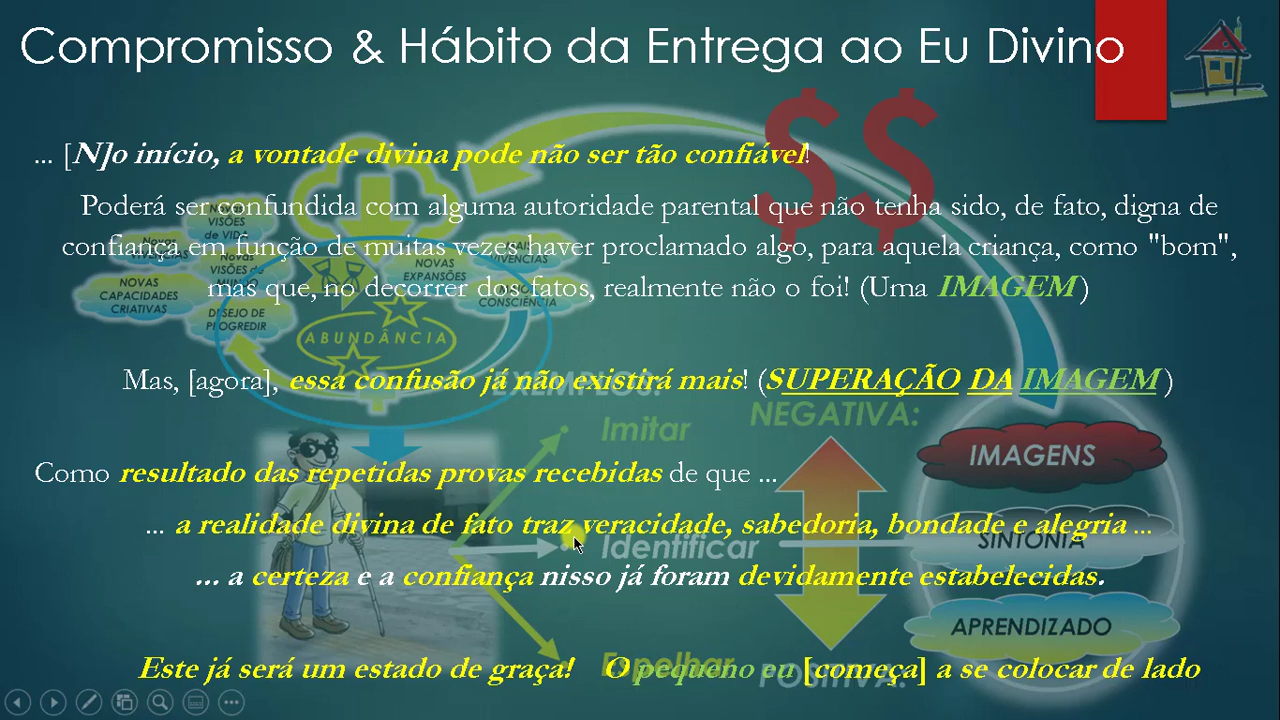 Compromisso & Hábito da Entrega ao Eu Divino
$$
... [N]o início, a vontade divina pode não ser tão confiável!
Poderá ser confundida com alguma autoridade parental que não tenha sido, de fato, digna de
confiança em função de muitas vezes haver proclamado algo, para aquela criança, como "bom",
mas que, no decorrer dos fatos, realmente não o foi! (Uma IMAGEM)
NOVAS
CAPACIDADES
CRIATIVAS
DESEJO DE
PROGREDIR
NOVAS
EXPANSÕES
ABUNDÂNCIA
Mas, [agora], essa confusão já não existirá mais! (SUPERAÇÃO DA IMAGEM)
EXEMPLOS:
Imitar
NEGATIVA:
IMAGENS
Como resultado das repetidas provas recebidas de que ...
... a realidade divina de fato traz veracidade, sabedoria, bondade e alegria ...
Identificar
SINTONIA
... a certeza e a confiança nisso já foram devidamente estabelecidas.
APRENDIZADO
Este já será um estado de graça! O pequeno eu [começa] a se colocar de lado
Espelhar
POSITIVA: